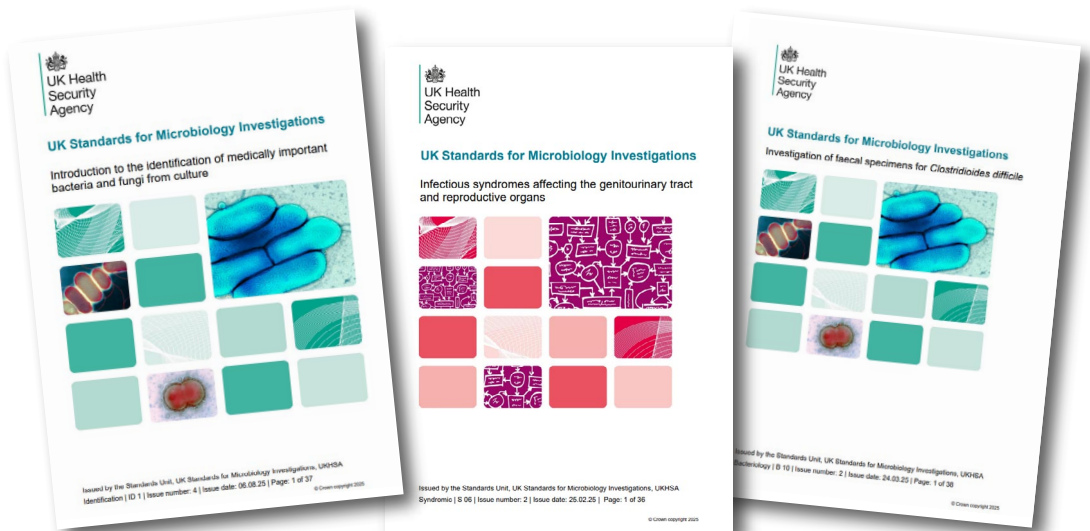 UK Health
Security
Agency
UK Standards for Microbiology Investigations
Introduction to the identification of medically important
bacteria and fungi from culture
Issued by the Standards Unit, UK Standards for Microbiology Investigations, UKHSA
Identification | ID 1 | Issue number: 4 | Issue date: 06.08.25 | Page: 1 of 37
© Crown copyright 2025
UK Health
Security
Agency
UK Standards for Microbiology Investigations
Infectious syndromes affecting the genitourinary tract
and reproductive organs
Issued by the Standards Unit, UK Standards for Microbiology Investigations, UKHSA
Syndromic | S 06 | Issue number: 2 | Issue date: 25.02.25 | Page: 1 of 36
© Crown copyright 2025
UK Health
Security
Agency
UK Standards for Microbiology Investigations
Investigation of faecal specimens for Clostridioides difficile
Issued by the Standards Unit, UK Standards for Microbiology Investigations, UKHSA
Bacteriology | B 10 | Issue number: 2 | Issue date: 24.03.25 | Page: 1 of 38
© Crown copyright 2025